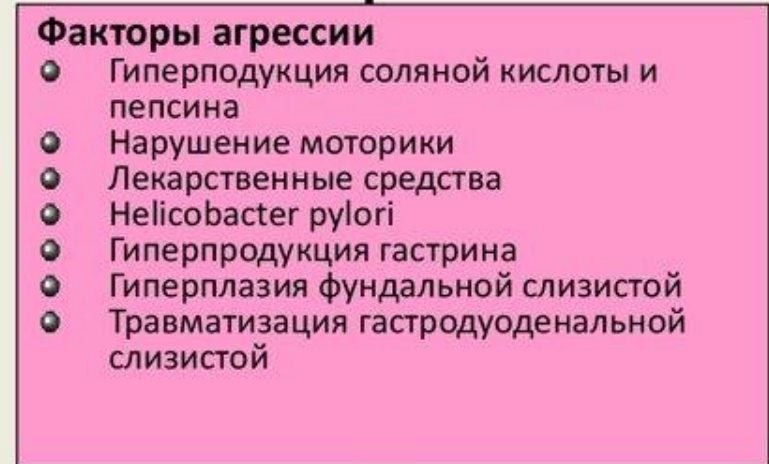 Факторы агрессии
Гиперподукция соляной кислоты и
пепсина
Нарушение моторики
Лекарственные средства
Helicobacter pylori
Гиперпродукция гастрина
Гиперплазия фундальной слизистой
Травматизация гастродуоденальной
слизистой